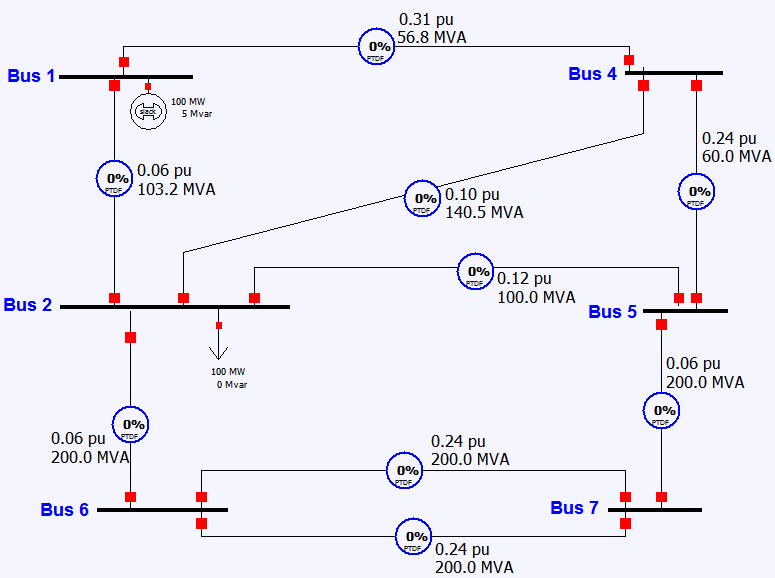 0.31 pu
56.8 MVA
0%
PTDF
Bus 1
Bus 4
slack
100 MW
5 Mvar
0.06 pu
103.2 MVA
0%
PTDF
0.24 pu
60.0 MVA
0%
PTDF
0.10 pu
140.5 MVA
0%
PTDF
0.12 pu
100.0 MVA
0%
PTDF
Bus 2
Bus 5
100 MW
0 Mvar
0.06 pu
200.0 MVA
0%
PTDF
0.06 pu
200.0 MVA
0%
PTDF
0.24 pu
200.0 MVA
0%
PTDF
Bus 6
Bus 7
0.24 pu
200.0 MVA
0%
PTDF